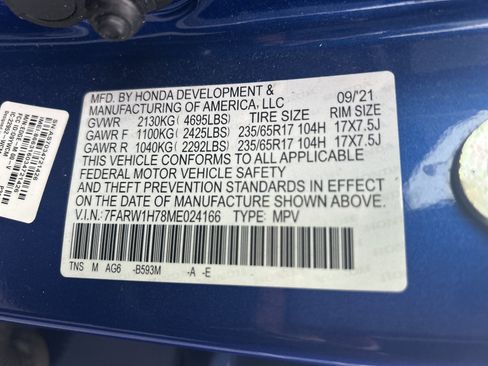 MFD. BY HONDA DEVELOPMENT &
MANUFACTURING OF AMERICA, LLC 09/'21
GVWR 2130KG( 4695LBS) TIRE SIZE RIM SIZE
GAWR F 1100KG( 2425LBS) 235/65R17 104H 17X7.5J
GAWR R 1040KG( 2292LBS) 235/65R17 104H 17X7.5J
THIS VEHICLE CONFORMS TO ALL APPLICABLE
FEDERAL MOTOR VEHICLE SAFETY
AND THEFT PREVENTION STANDARDS IN EFFECT
ON THE DATE OF MANUFACTURE SHOWN ABOVE.
V.I.N: 7FARW1H78ME024166 TYPE: MPV
TNS M AG6 -B593M -A -E